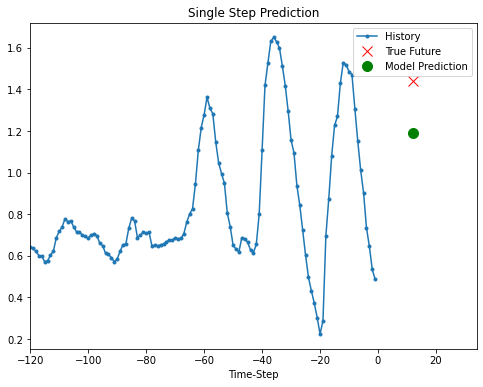 Single Step Prediction
History
True Future
Model Prediction
1.6
1.4
1.2
1.0
0.8
0.6
0.4
0.2
−120 −100 −80 −60 −40 −20 0 20
Time-Step